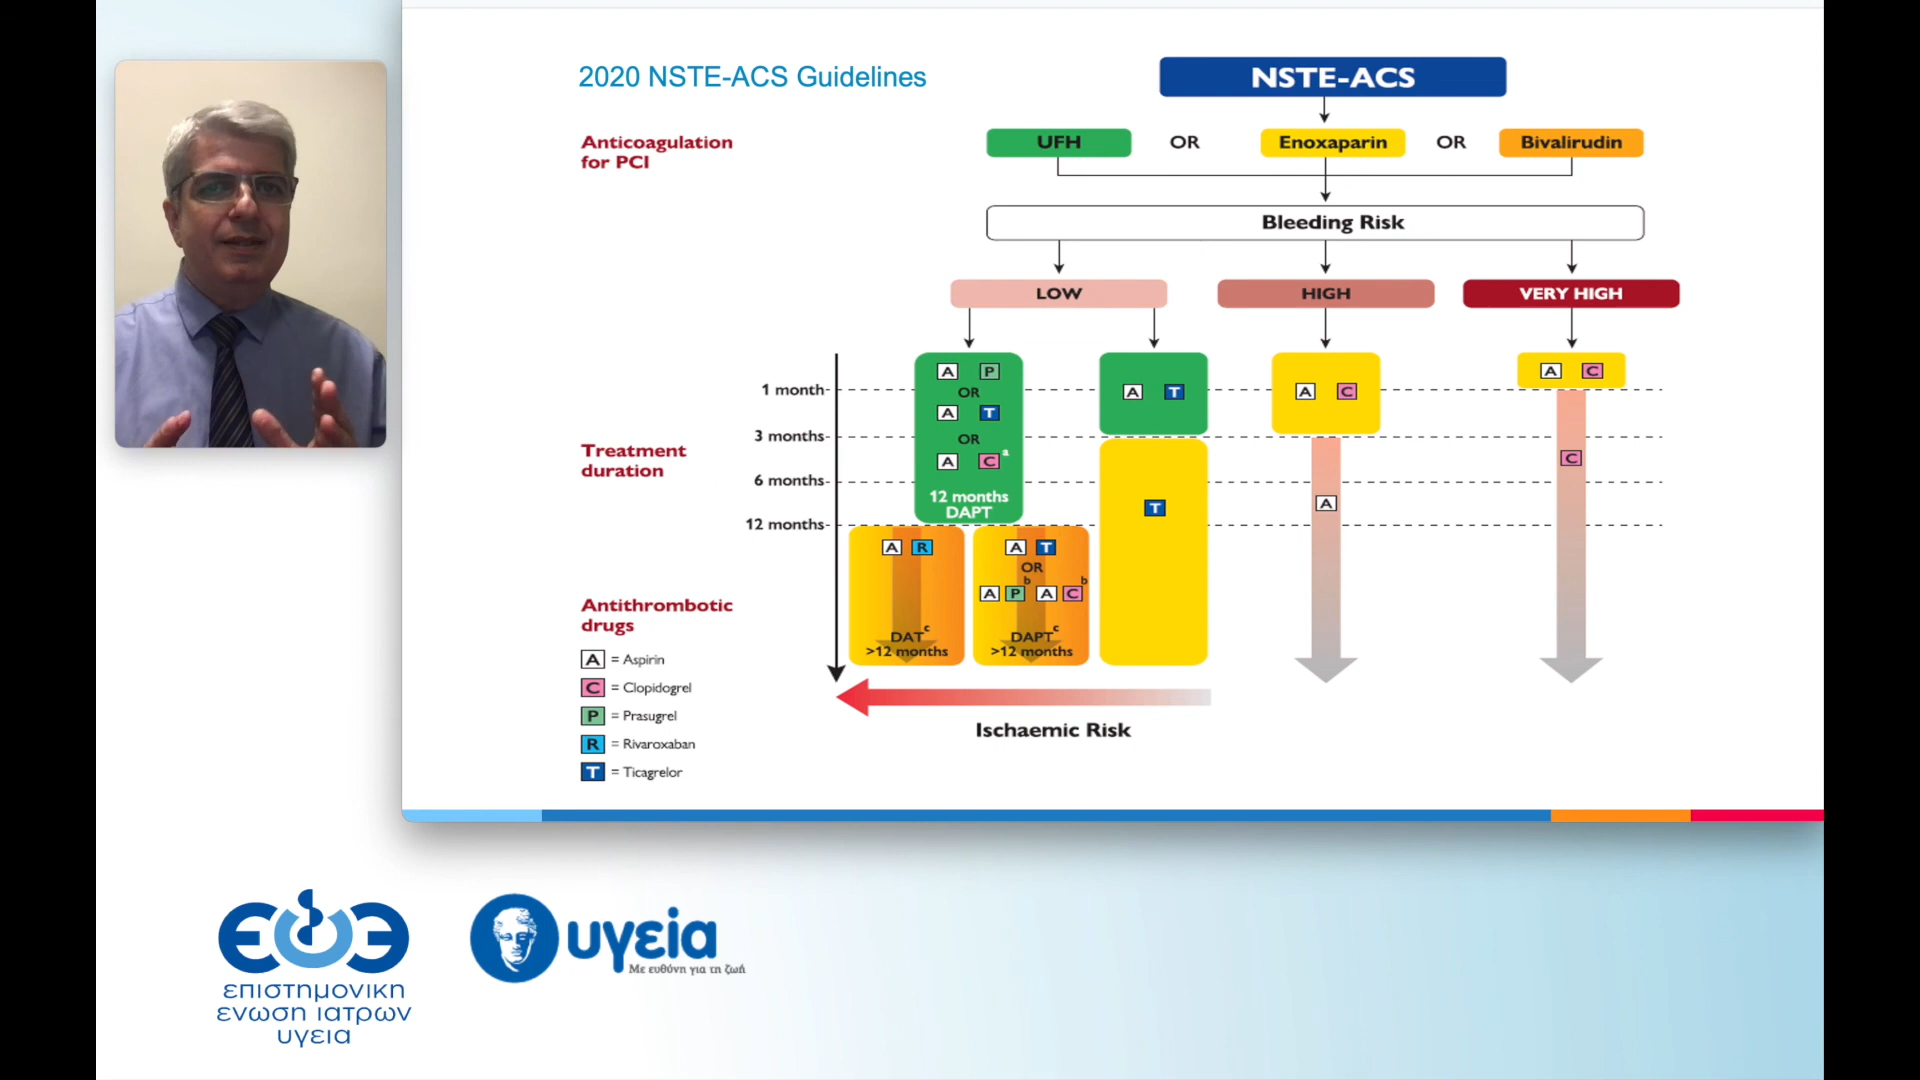 2020 NSTE-ACS Guidelines
NSTE-ACS
Anticoagulation
for PCI
UFH OR Enoxaparin OR Bivalirudin
Bleeding Risk
LOW HIGH VERY HIGH
Treatment
duration
1 month
3 months
6 months
12 months
A P
OR
A T
OR
A C a
12 months
DAPT
A T
T
A C
A
A C
C
A R
DAT c
>12 months
A T
OR
A P b A C b
DAPT c
>12 months
Ischaemic Risk
Antithrombotic
drugs
A = Aspirin
C = Clopidogrel
P = Prasugrel
R = Rivaroxaban
T = Ticagrelor
επιστημονικη
ενωση ιατρων
υγεια
υγεία
Με ευθύνη για τη ζωή